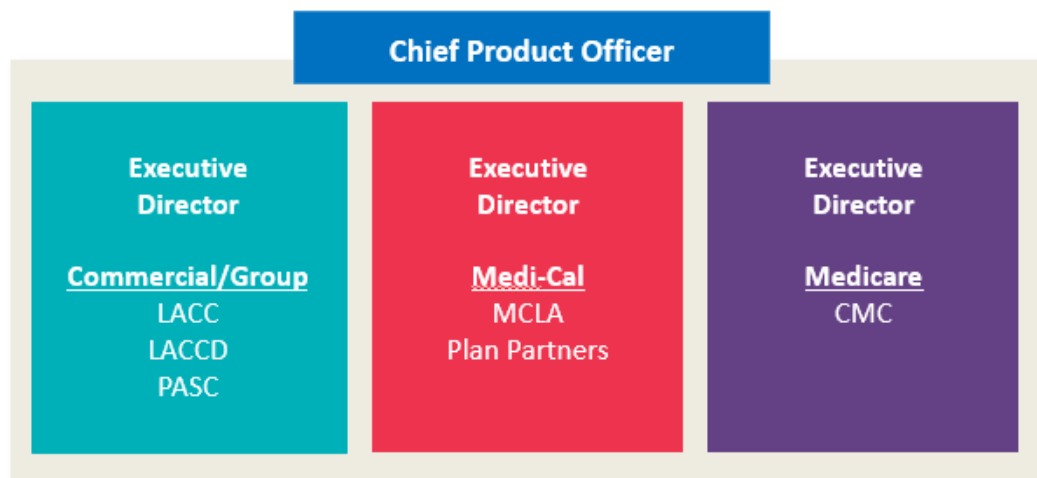 Chief Product Officer
Executive
Director
Commercial/Group
LACC
LACCD
PASC
Executive
Director
Medi-Cal
MCLA
Plan Partners
Executive
Director
Medicare
CMC